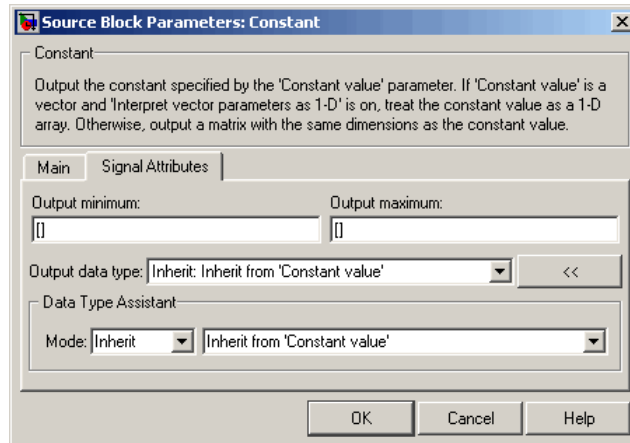 Source Block Parameters: Constant
Constant
Output the constant specified by the 'Constant value' parameter. If 'Constant value' is a
vector and 'Interpret vector parameters as 1-D' is on, treat the constant value as a 1-D
array. Otherwise, output a matrix with the same dimensions as the constant value.
Main Signal Attributes
Output minimum: Output maximum:
[] []
Output data type: Inherit: Inherit from 'Constant value' <<
Data Type Assistant
Mode: Inherit Inherit from 'Constant value'
OK Cancel Help